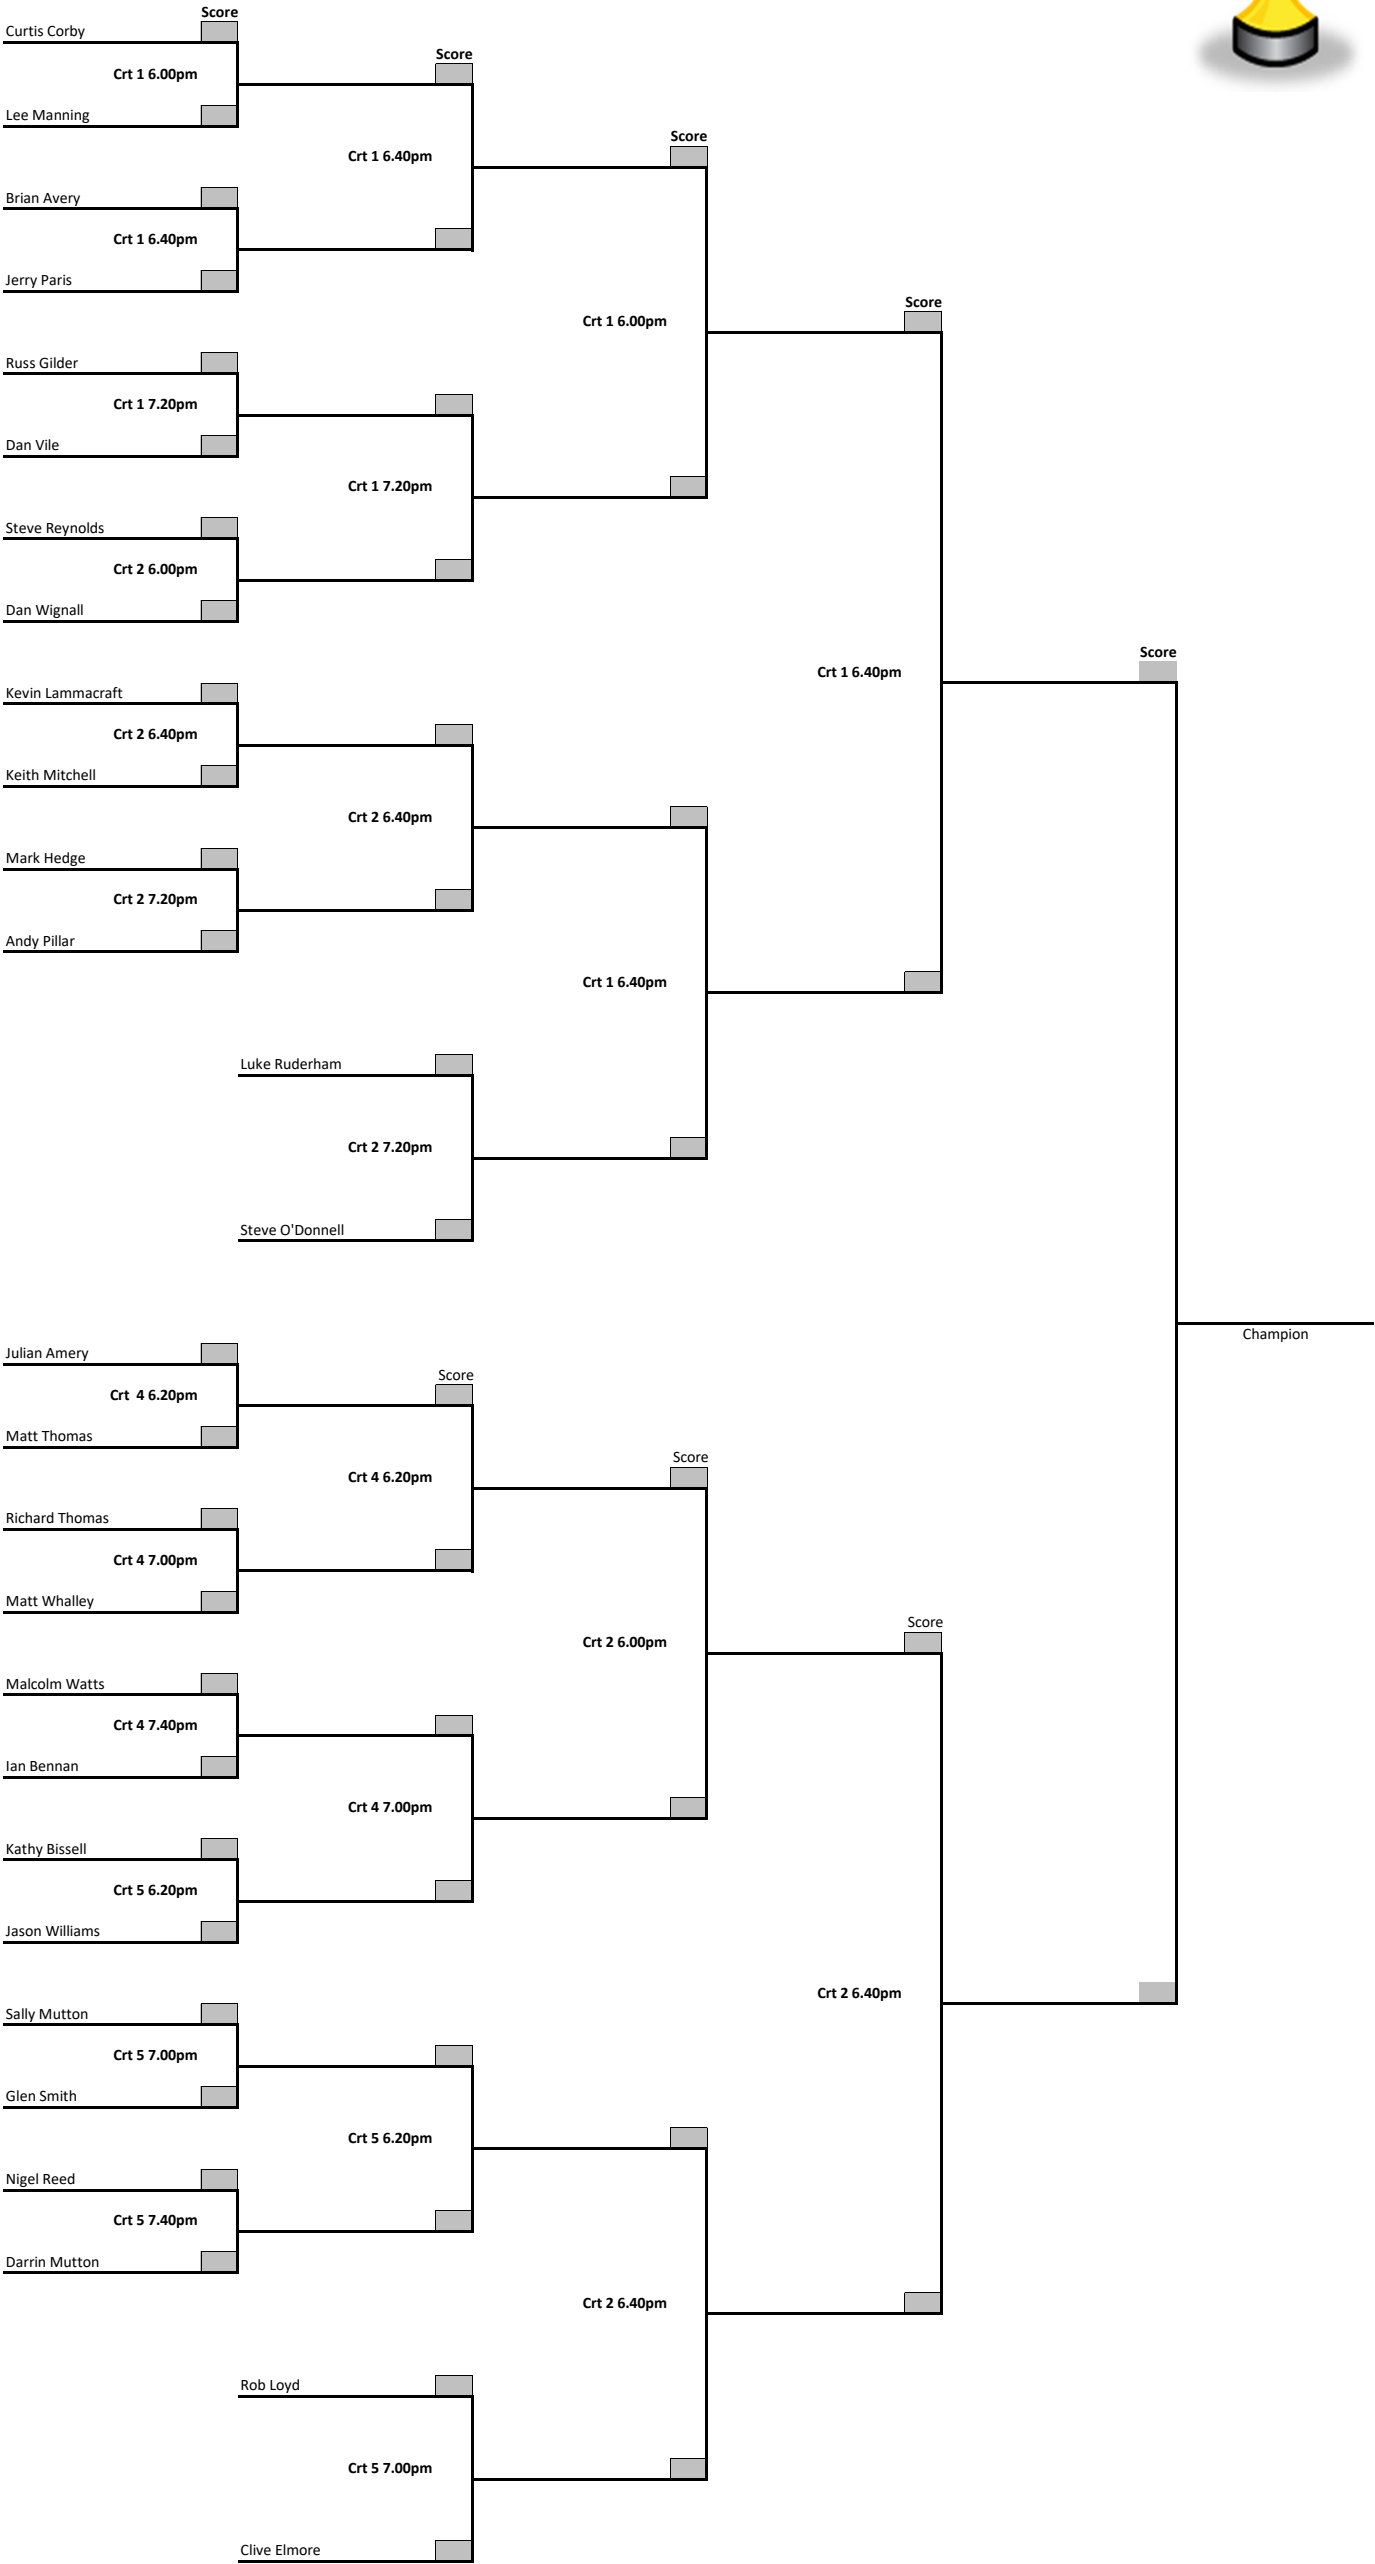 Score
Curtis Corby
Crt 1 6.00pm
Score
Lee Manning
Score
Crt 1 6.40pm
Brian Avery
Crt 1 6.40pm
Jerry Paris
Score
Crt 1 6.00pm
Russ Gilder
Crt 1 7.20pm
Dan Vile
Crt 1 7.20pm
Steve Reynolds
Crt 2 6.00pm
Dan Wignall
Score
Crt 1 6.40pm
Kevin Lammacraft
Crt 2 6.40pm
Keith Mitchell
Crt 2 6.40pm
Mark Hedge
Crt 2 7.20pm
Andy Pillar
Crt 1 6.40pm
Luke Ruderham
Crt 2 7.20pm
Steve O'Donnell
Champion
Julian Amery
Score
Crt  4 6.20pm
Matt Thomas
Score
Crt 4 6.20pm
Richard Thomas
Crt 4 7.00pm
Matt Whalley
Score
Crt 2 6.00pm
Malcolm Watts
Crt 4 7.40pm
Ian Bennan
Crt 4 7.00pm
Kathy Bissell
Crt 5 6.20pm
Jason Williams
Crt 2 6.40pm
Sally Mutton
Crt 5 7.00pm
Glen Smith
Crt 5 6.20pm
Nigel Reed
Crt 5 7.40pm
Darrin Mutton
Crt 2 6.40pm
Rob Loyd
Crt 5 7.00pm
Clive Elmore